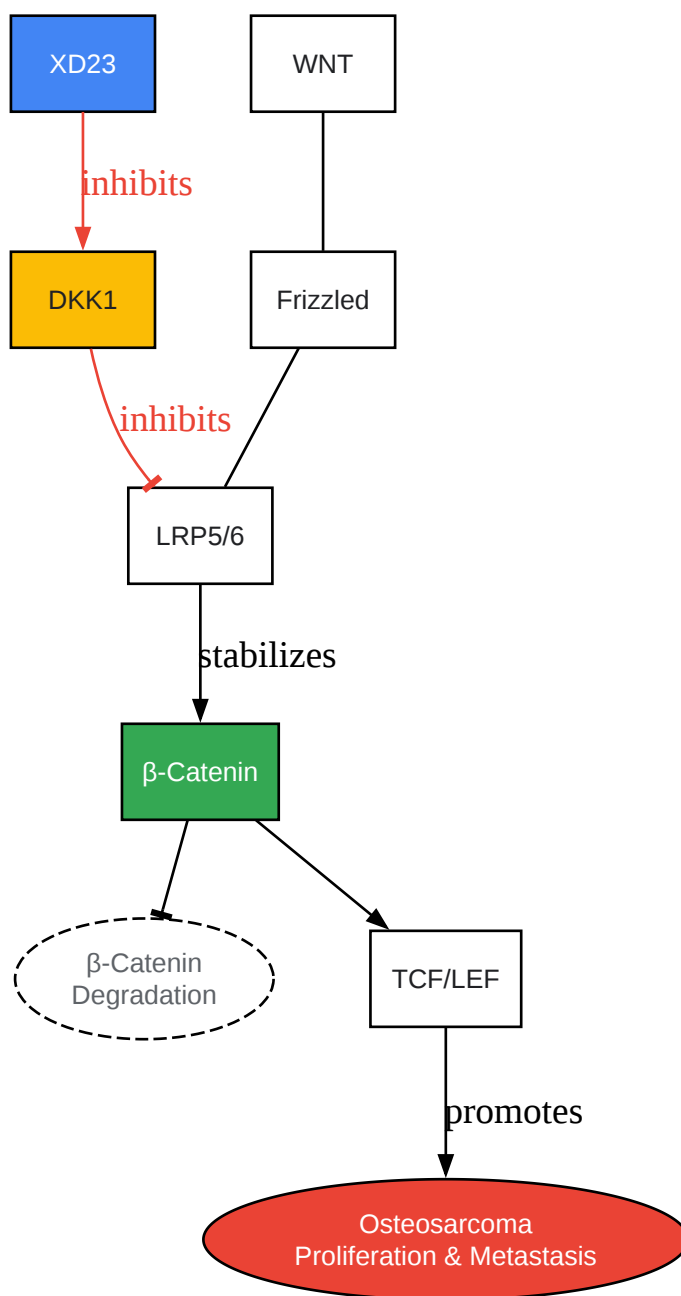 XD23
WNT
inhibits
DKK1
Frizzled
inhibits
LRP5/6
stabilizes
β-Catenin
β-Catenin
Degradation
TCF/LEF
promotes
Osteosarcoma
Proliferation & Metastasis